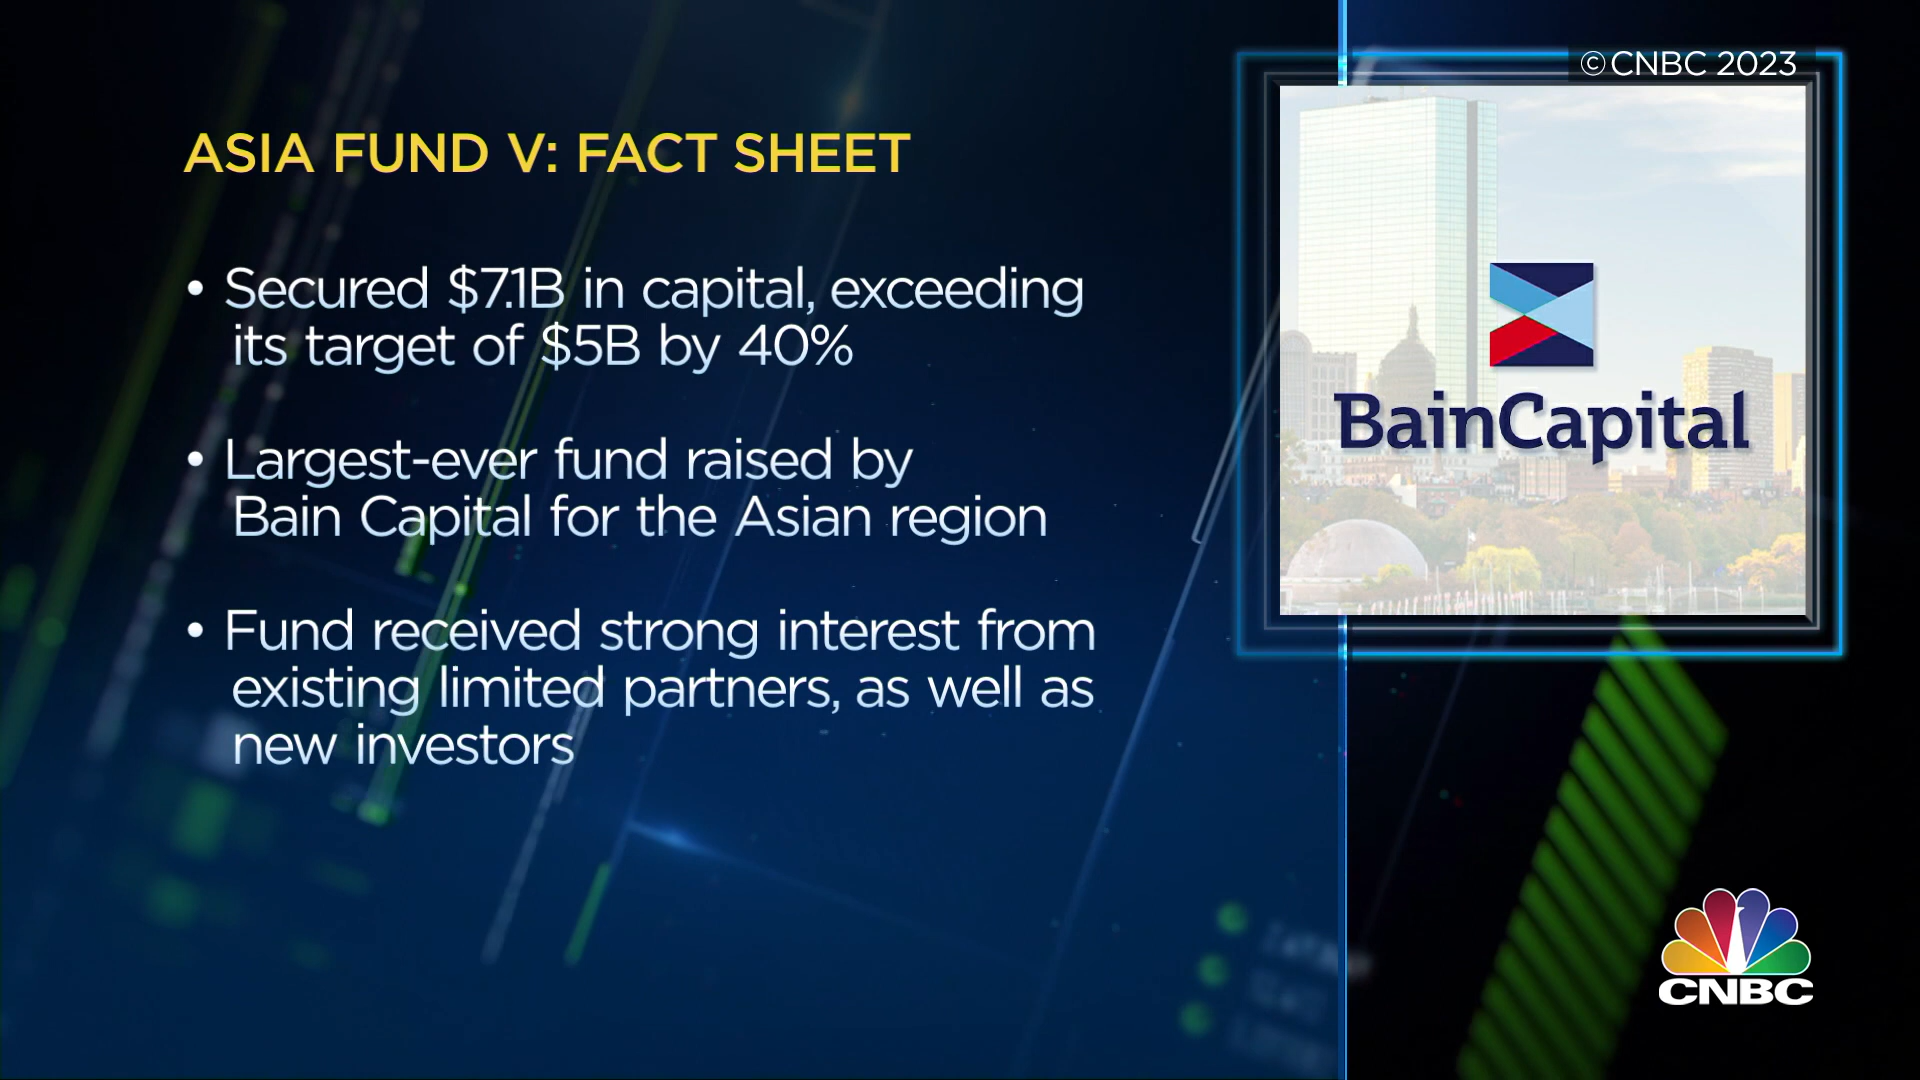 ©CNBC 2023
ASIA FUND V: FACT SHEET
• Secured $7.1B in capital, exceeding
its target of $5B by 40%
• Largest-ever fund raised by
Bain Capital for the Asian region
• Fund received strong interest from
existing limited partners, as well as
new investors
BainCapital
CNBC